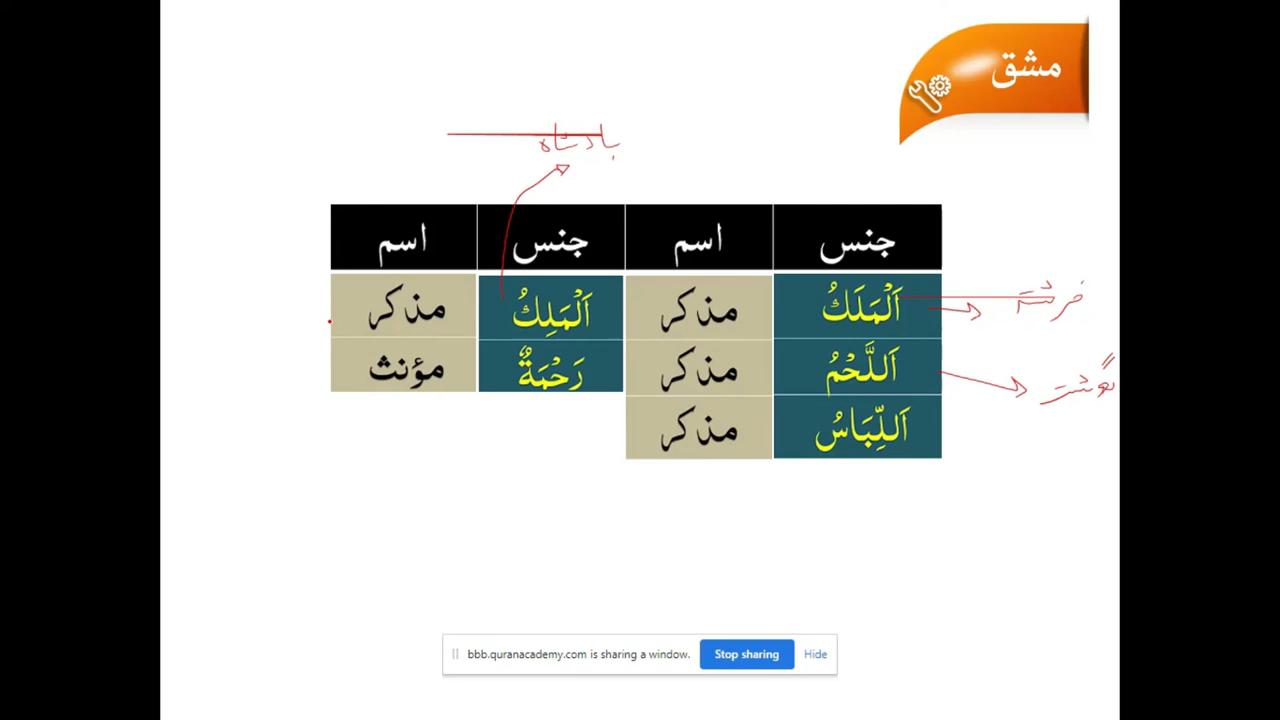 مشق
بادشاہ
جنس اسم جنس اسم
اَلْمَلَكُ مذکر اَلْمَلِكُ مذکر
فرشتہ
اَللَّحْمُ مذکر رَحْمَةٌ مؤنث
گوشت
اَللِّبَاسُ مذکر
bbb.quranacademy.com is sharing a window. Stop sharing Hide